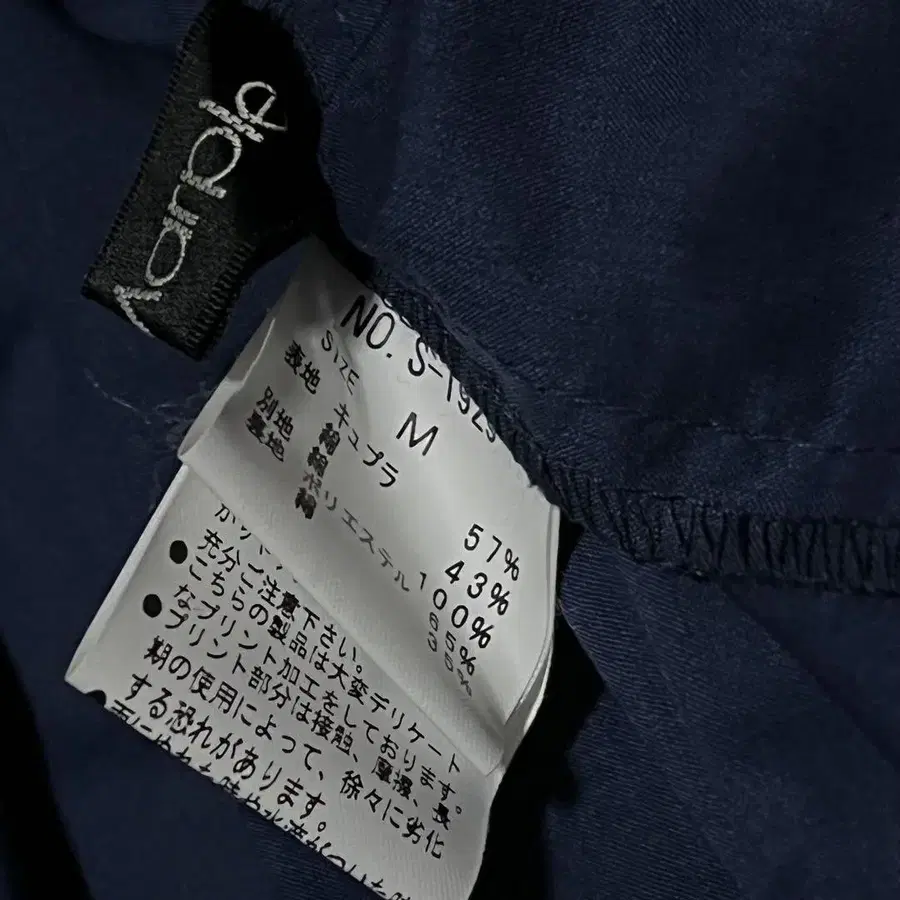 NO. S-1923
SIZE M
表地 キュプラ 57%
綿 43%
別地 綿 100%
裏地 ポリエステル 65%
綿 35%
充分ご注意下さい。
●こちらの製品は大変デリケート
なプリント加工をしております。
●プリント部分は接触、摩擦、長
期の使用によって、徐々に劣化
する恐れがあります。